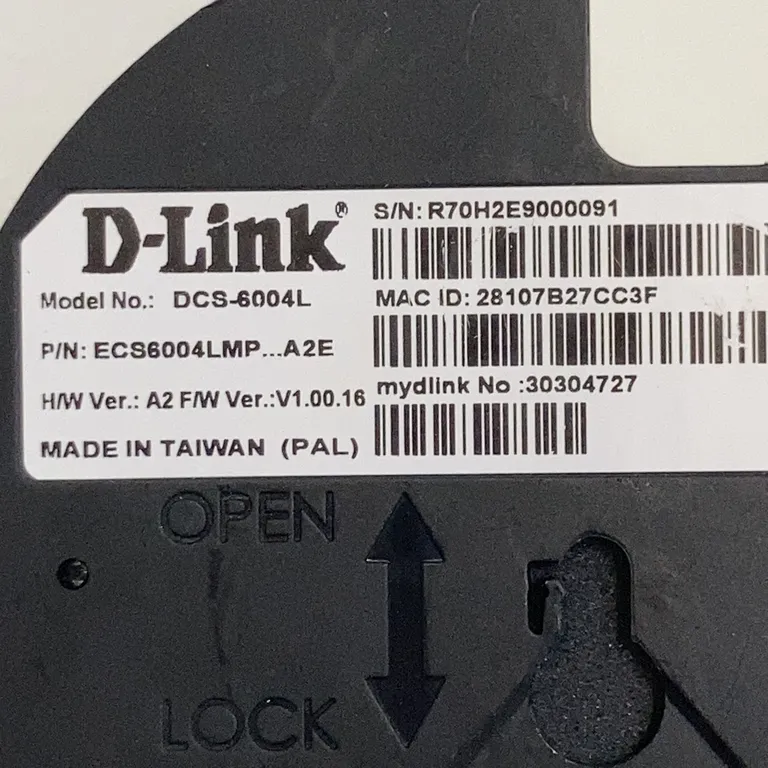 D-Link®
Model No.: DCS-6004L
P/N: ECS6004LMP...A2E
H/W Ver.: A2 F/W Ver.:V1.00.16
MADE IN TAIWAN (PAL)
S/N: R70H2E9000091
MAC ID: 28107B27CC3F
mydlink No :30304727
OPEN
LOCK